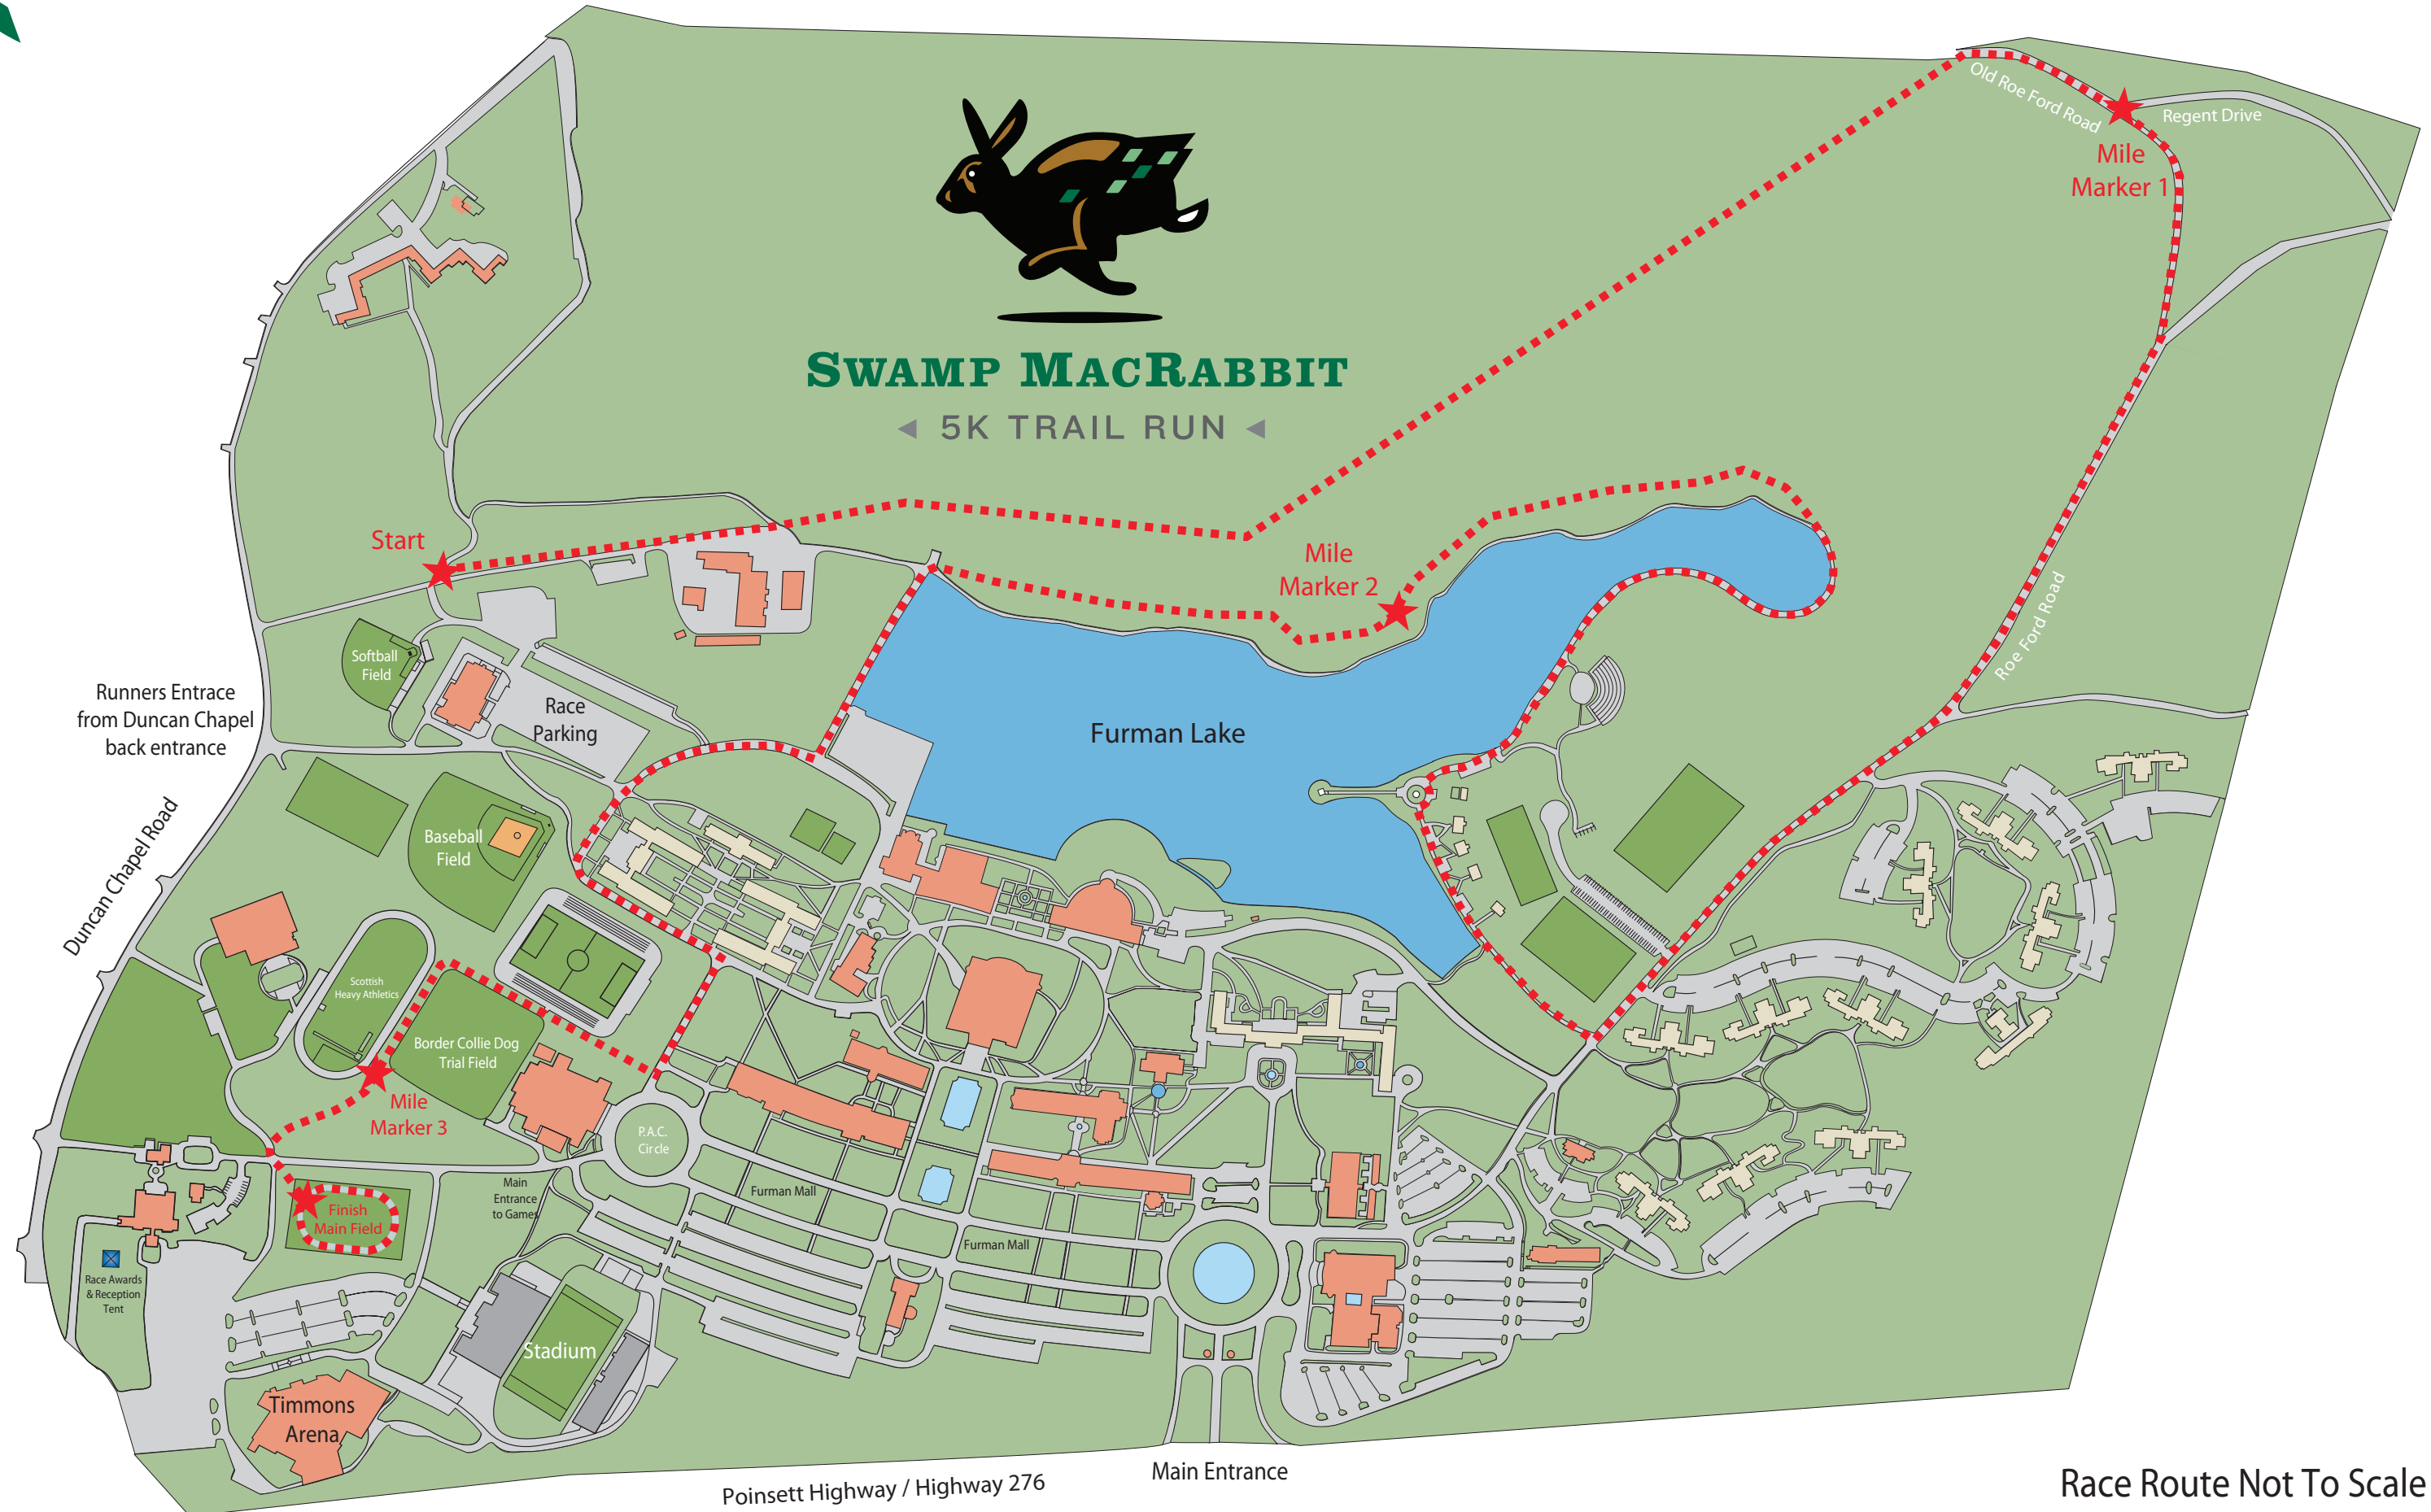 Old Roe Ford Road
Regent Drive
Mile
Marker 1
SWAMP MACRABBIT
5K TRAIL RUN
Start
Mile
Marker 2
Roe Ford Road
Softball
Field
Runners Entrace
from Duncan Chapel
back entrance
Race
Parking
Furman Lake
Duncan Chapel Road
Baseball
Field
Scottish
Heavy Athletics
Border Collie Dog
Trial Field
Mile
Marker 3
P.A.C.
Circle
Main
Entrance
to Games
Furman Mall
Finish
Main Field
Furman Mall
Race Awards
& Reception
Tent
Stadium
Timmons
Arena
Main Entrance
Poinsett Highway / Highway 276
Race Route Not To Scale